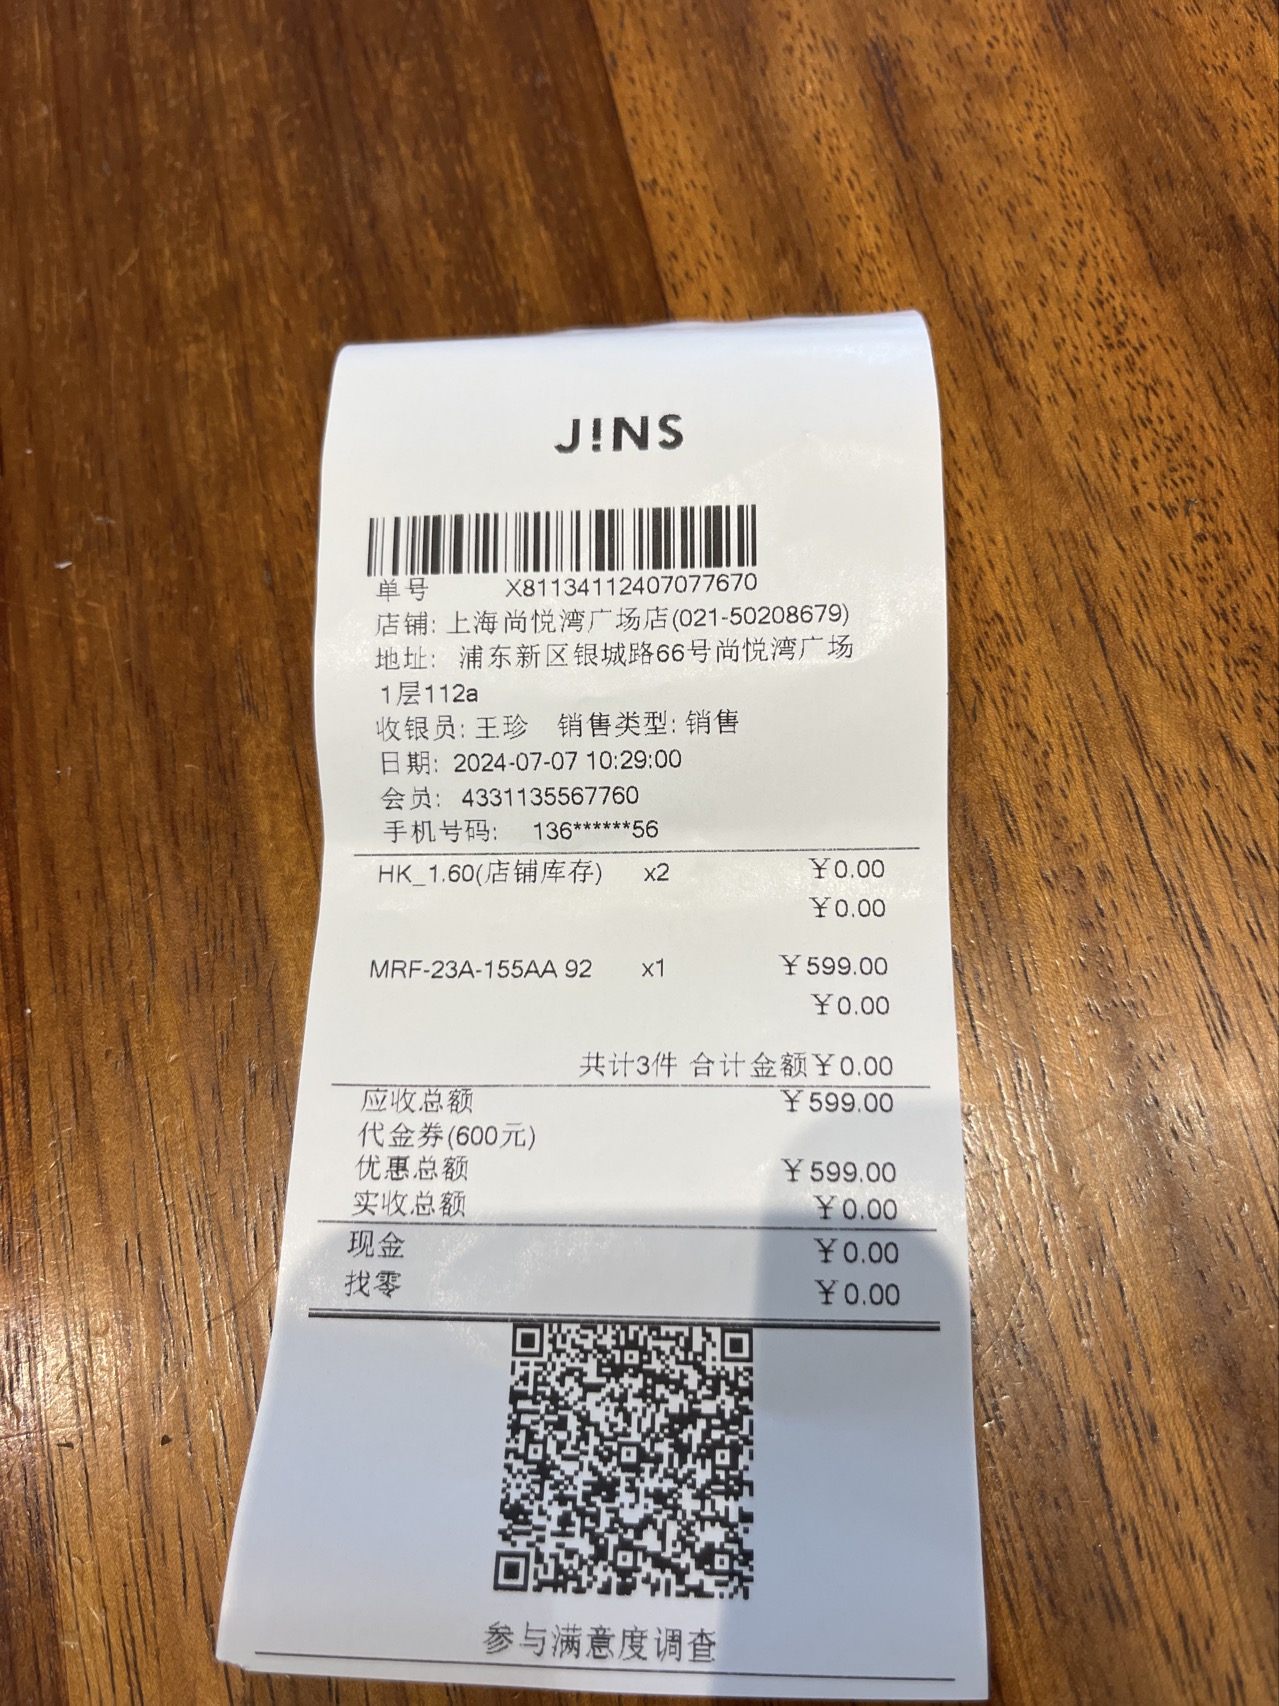 J!NS
单号 X81134112407077670
店铺: 上海尚悦湾广场店(021-50208679)
地址: 浦东新区银城路66号尚悦湾广场
1层112a
收银员: 王珍 销售类型: 销售
日期: 2024-07-07 10:29:00
会员: 4331135567760
手机号码: 136******56
HK_1.60(店铺库存) x2 ¥0.00
¥0.00
MRF-23A-155AA 92 x1 ¥599.00
¥0.00
共计3件 合计金额¥0.00
应收总额 ¥599.00
代金券(600元)
优惠总额 ¥599.00
实收总额 ¥0.00
现金 ¥0.00
找零 ¥0.00
参与满意度调查